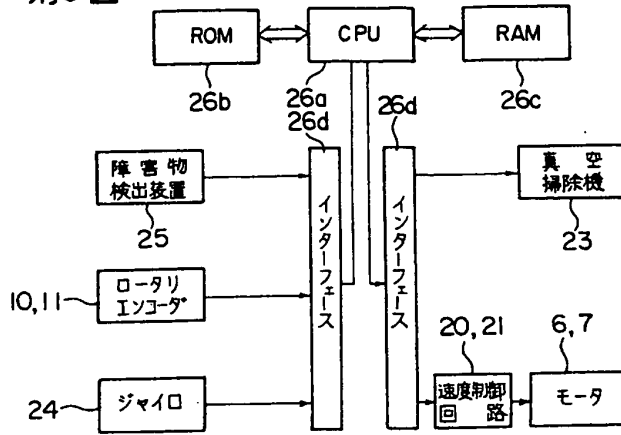 ROM
CPU
RAM
26b
26a
26c
26d
26d
障害物
検出装置
25
インターフェース
インターフェース
真空
掃除機
23
10,11
ロータリ
エンコーダ
20,21
6,7
24
ジャイロ
速度制御
回路
モータ